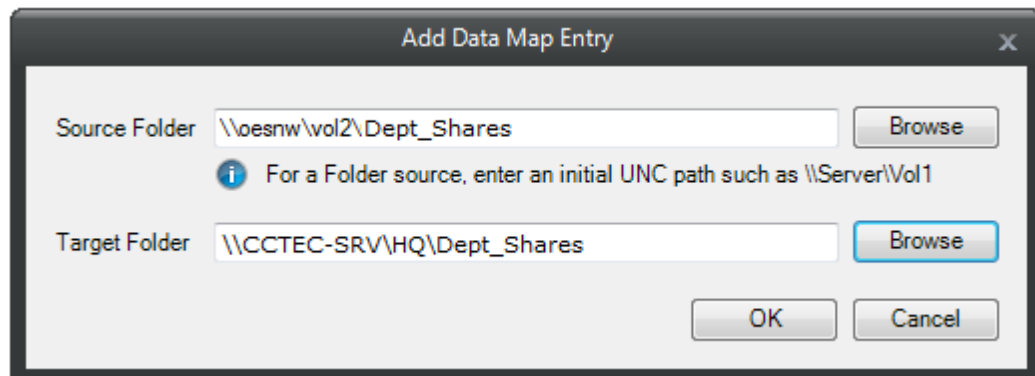 Add Data Map Entry x
Source Folder \\oesnw\vol2\Dept_Shares Browse
i For a Folder source, enter an initial UNC path such as \\Server\Vol1
Target Folder \\CCTEC-SRV\HQ\Dept_Shares Browse
OK Cancel